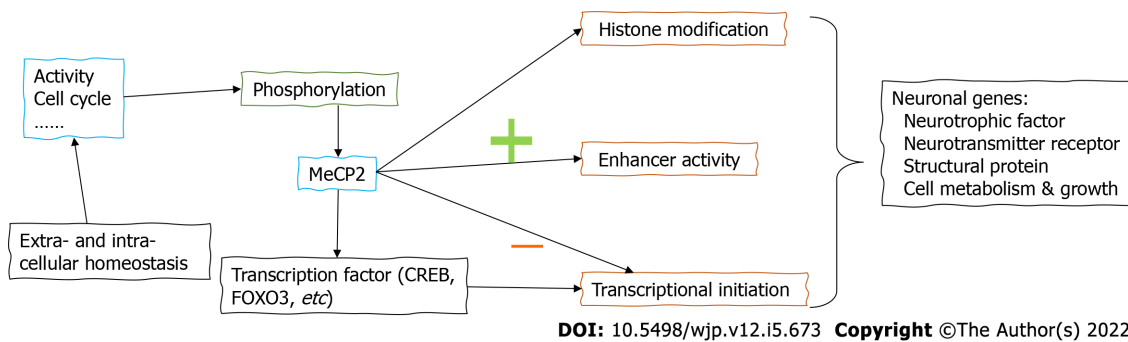 Activity
Cell cycle
......
Extra- and intra-
cellular homeostasis
Phosphorylation
MeCP2
Transcription factor (CREB,
FOXO3, etc)
Histone modification
+
Enhancer activity
−
Transcriptional initiation
Neuronal genes:
Neurotrophic factor
Neurotransmitter receptor
Structural protein
Cell metabolism & growth
DOI: 10.5498/wjp.v12.i5.673 Copyright ©The Author(s) 2022